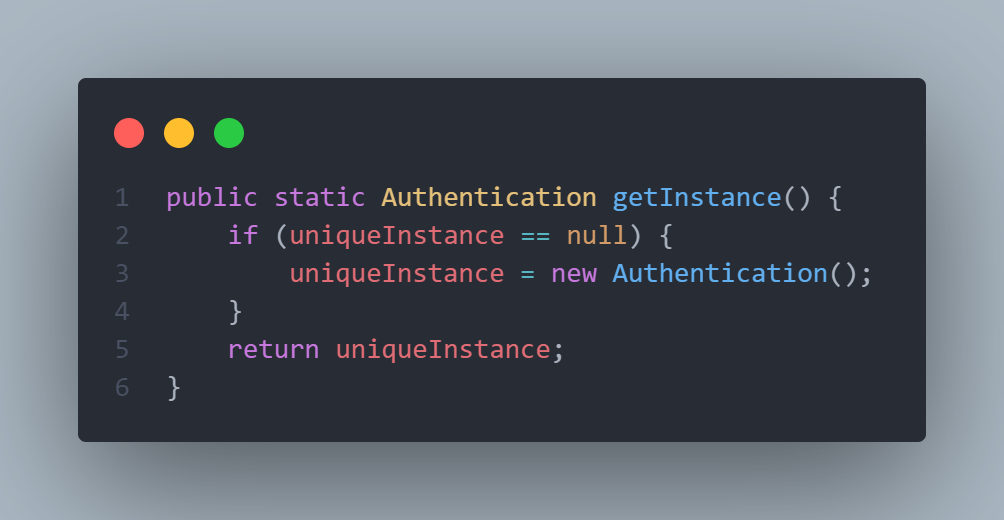 1 public static Authentication getInstance() {
2     if (uniqueInstance == null) {
3         uniqueInstance = new Authentication();
4     }
5     return uniqueInstance;
6 }